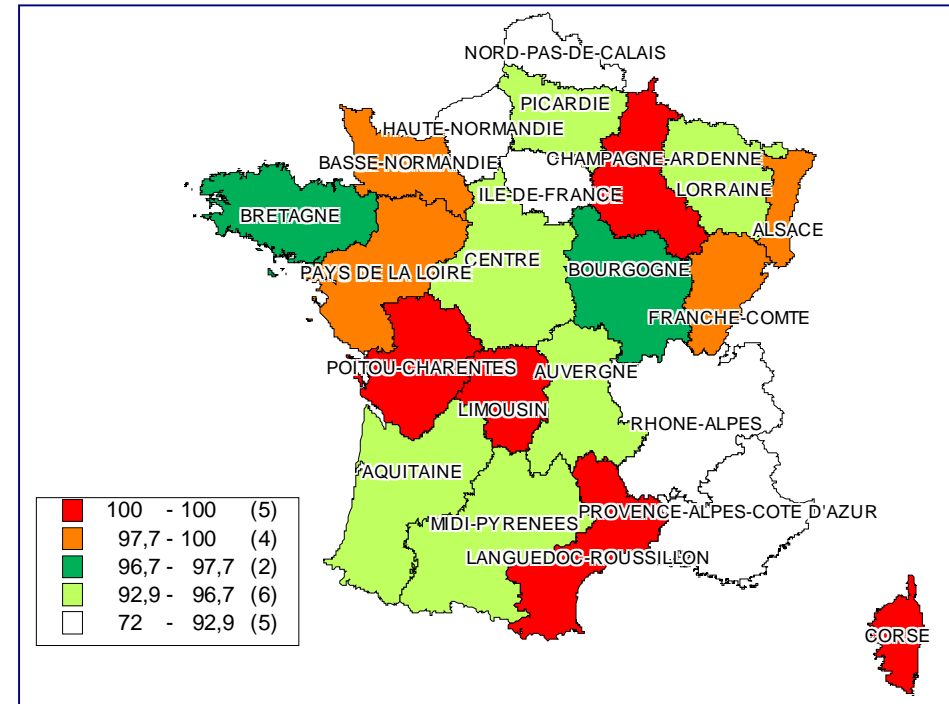 NORD-PAS-DE-CALAIS
PICARDIE
HAUTE-NORMANDIE
BASSE-NORMANDIE
CHAMPAGNE-ARDENNE
ILE-DE-FRANCE
LORRAINE
BRETAGNE
ALSACE
CENTRE
BOURGOGNE
PAYS DE LA LOIRE
FRANCHE-COMTE
POITOU-CHARENTES
AUVERGNE
LIMOUSIN
RHONE-ALPES
AQUITAINE
PROVENCE-ALPES-COTE D'AZUR
MIDI-PYRENEES
LANGUEDOC-ROUSSILLON
CORSE
100 - 100 (5)
97,7 - 100 (4)
96,7 - 97,7 (2)
92,9 - 96,7 (6)
72 - 92,9 (5)